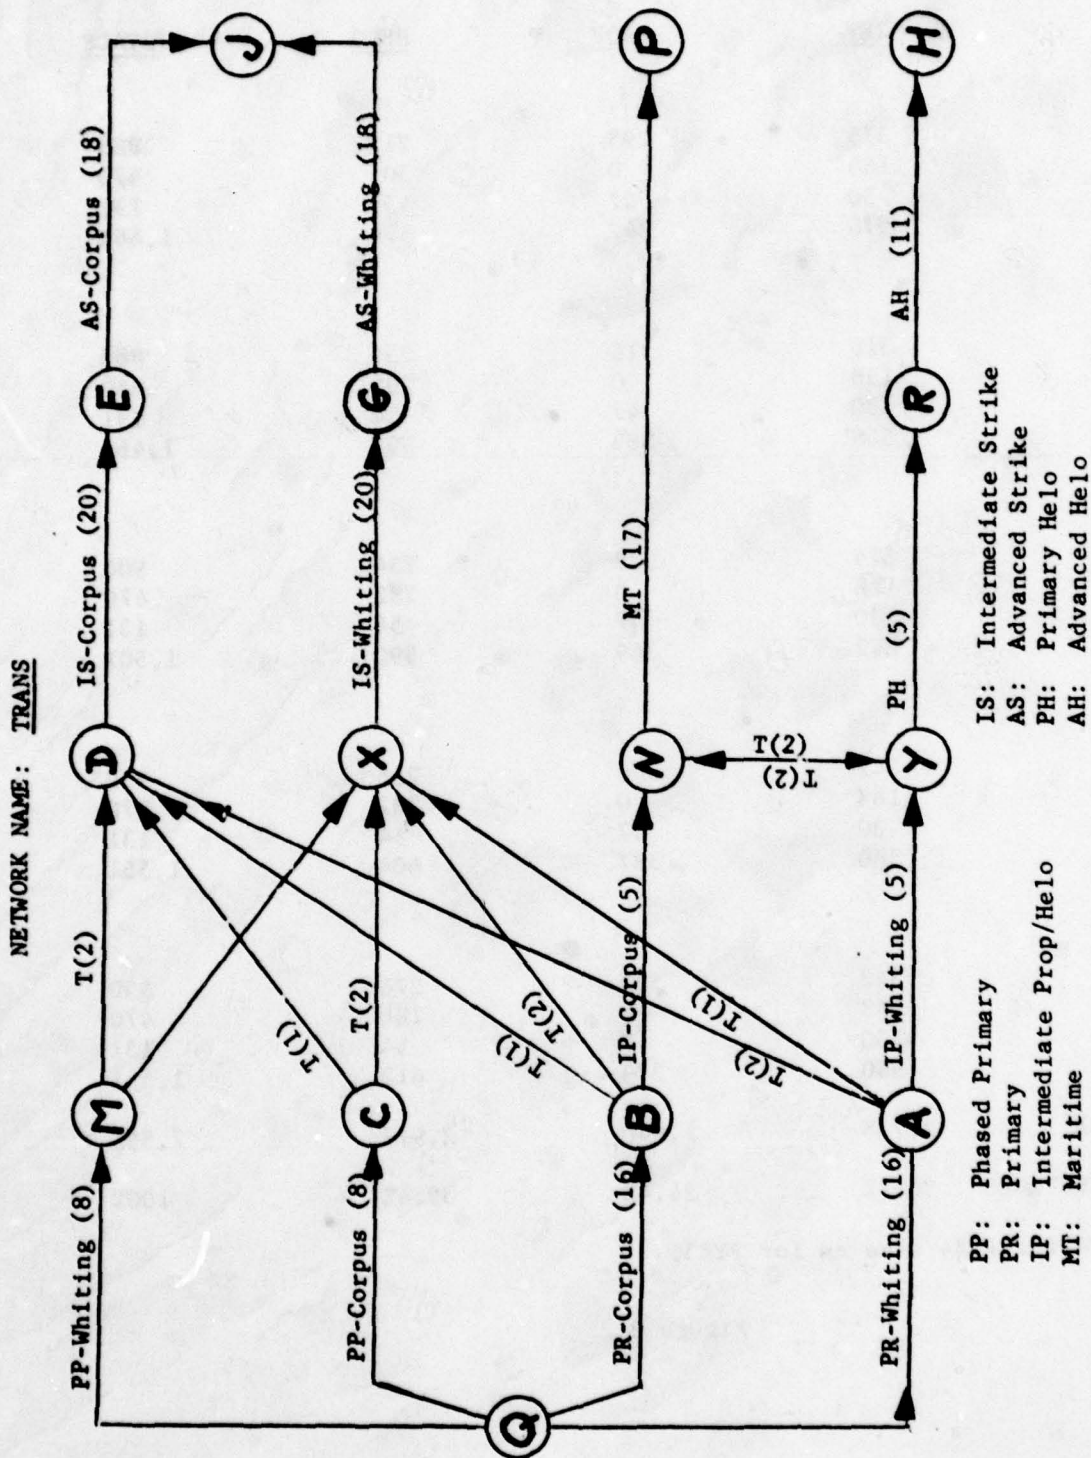 NETWORK NAME: TRANS
PP-Whiting (8)
M
T(2)
D
IS-Corpus (20)
E
AS-Corpus (18)
J
T(1)
PP-Corpus (8)
C
T(2)
X
IS-Whiting (20)
G
AS-Whiting (18)
Q
T(1)
T(2)
PR-Corpus (16)
B
IP-Corpus (5)
N
MT (17)
P
T(2)
T(1)
T(2)
T(2)
PR-Whiting (16)
A
IP-Whiting (5)
Y
PH (5)
R
AH (11)
H
PP: Phased Primary
PR: Primary
IP: Intermediate Prop/Helo
MT: Maritime
IS: Intermediate Strike
AS: Advanced Strike
PH: Primary Helo
AH: Advanced Helo